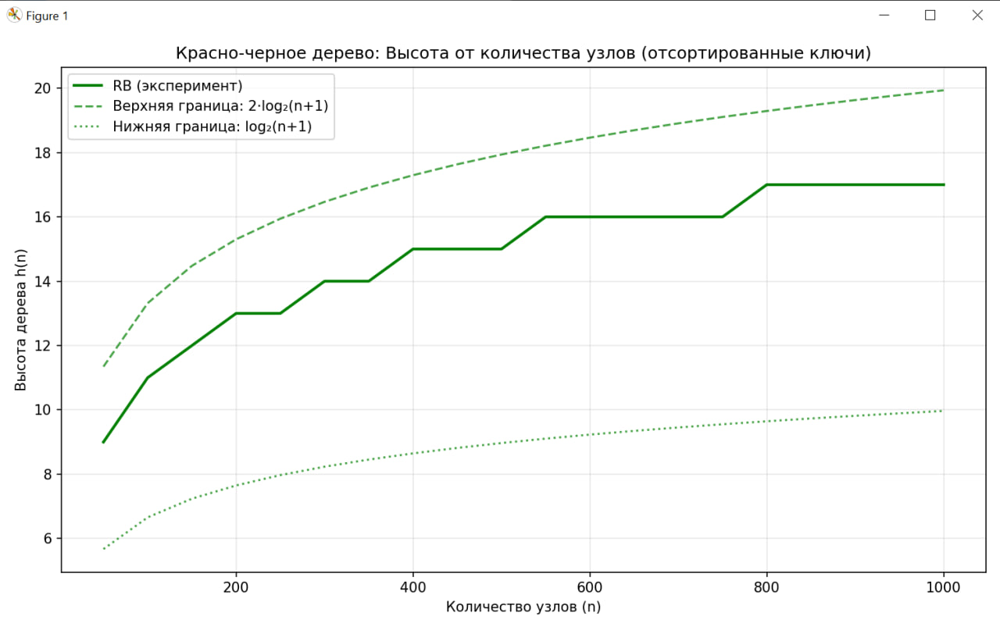 Figure 1
Красно-черное дерево: Высота от количества узлов (отсортированные ключи)
RB (эксперимент)
Верхняя граница: 2·log₂(n+1)
Нижняя граница: log₂(n+1)
20
18
16
14
12
10
8
6
Высота дерева h(n)
200 400 600 800 1000
Количество узлов (n)